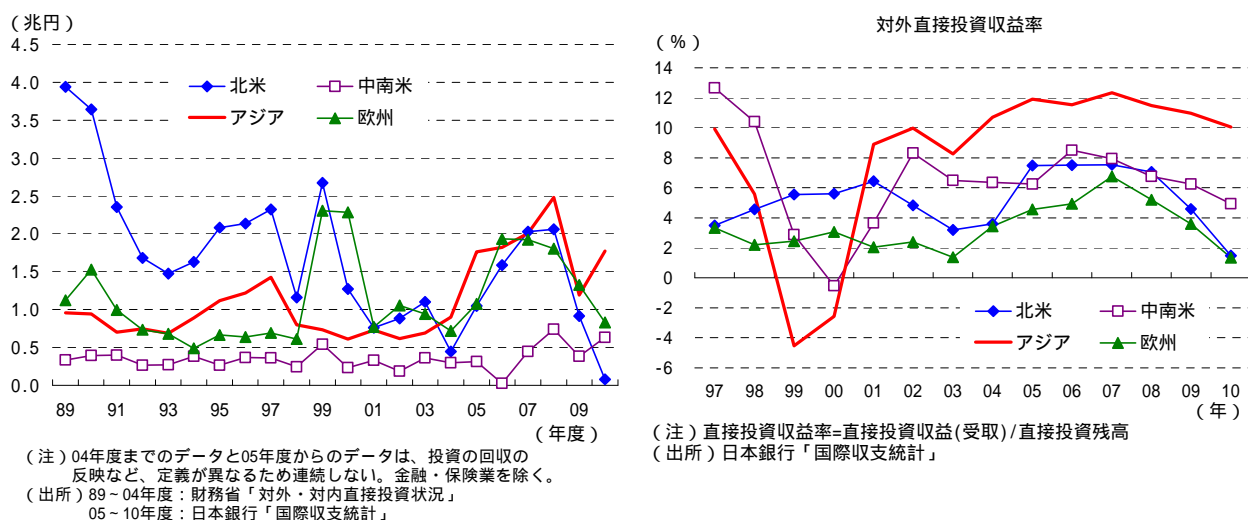 （兆円）
4.5
4.0
3.5
3.0
2.5
2.0
1.5
1.0
0.5
0.0
北米
中南米
アジア
欧州
89 91 93 95 97 99 01 03 05 07 09
（年度）
（注）04年度までのデータと05年度からのデータは、投資の回収の
反映など、定義が異なるため連続しない。金融・保険業を除く。
（出所）89～04年度：財務省「対外・対内直接投資状況」
05～10年度：日本銀行「国際収支統計」
対外直接投資収益率
（%）
14
12
10
8
6
4
2
0
-2
-4
-6
北米
中南米
アジア
欧州
97 98 99 00 01 02 03 04 05 06 07 08 09 10
（年）
（注）直接投資収益率=直接投資収益(受取)/直接投資残高
（出所）日本銀行「国際収支統計」